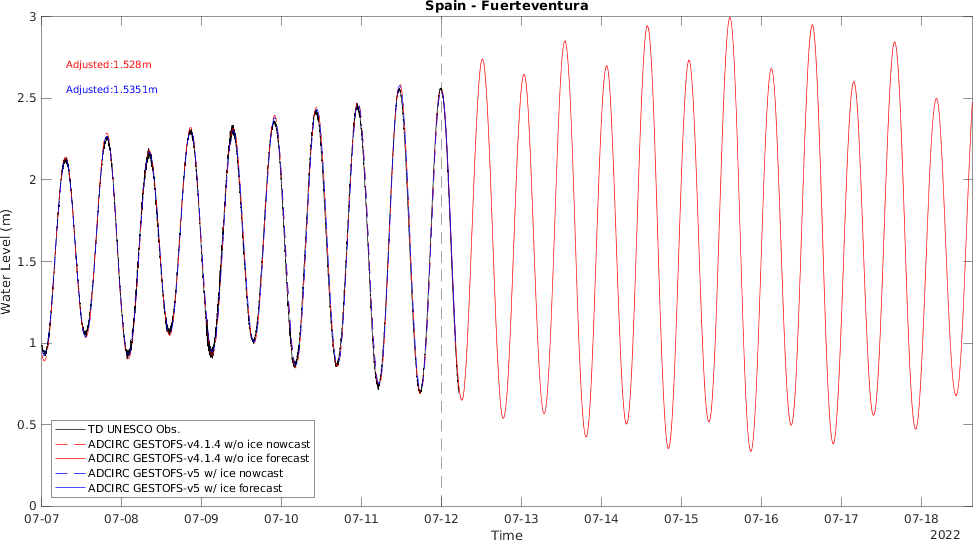 Spain - Fuerteventura
Adjusted:1.528m
Adjusted:1.5351m
Water Level (m)
3
2.5
2
1.5
1
0.5
0
TD UNESCO Obs.
ADCIRC GESTOFS-v4.1.4 w/o ice nowcast
ADCIRC GESTOFS-v4.1.4 w/o ice forecast
ADCIRC GESTOFS-v5 w/ ice nowcast
ADCIRC GESTOFS-v5 w/ ice forecast
07-07 07-08 07-09 07-10 07-11 07-12 07-13 07-14 07-15 07-16 07-17 07-18
Time
2022